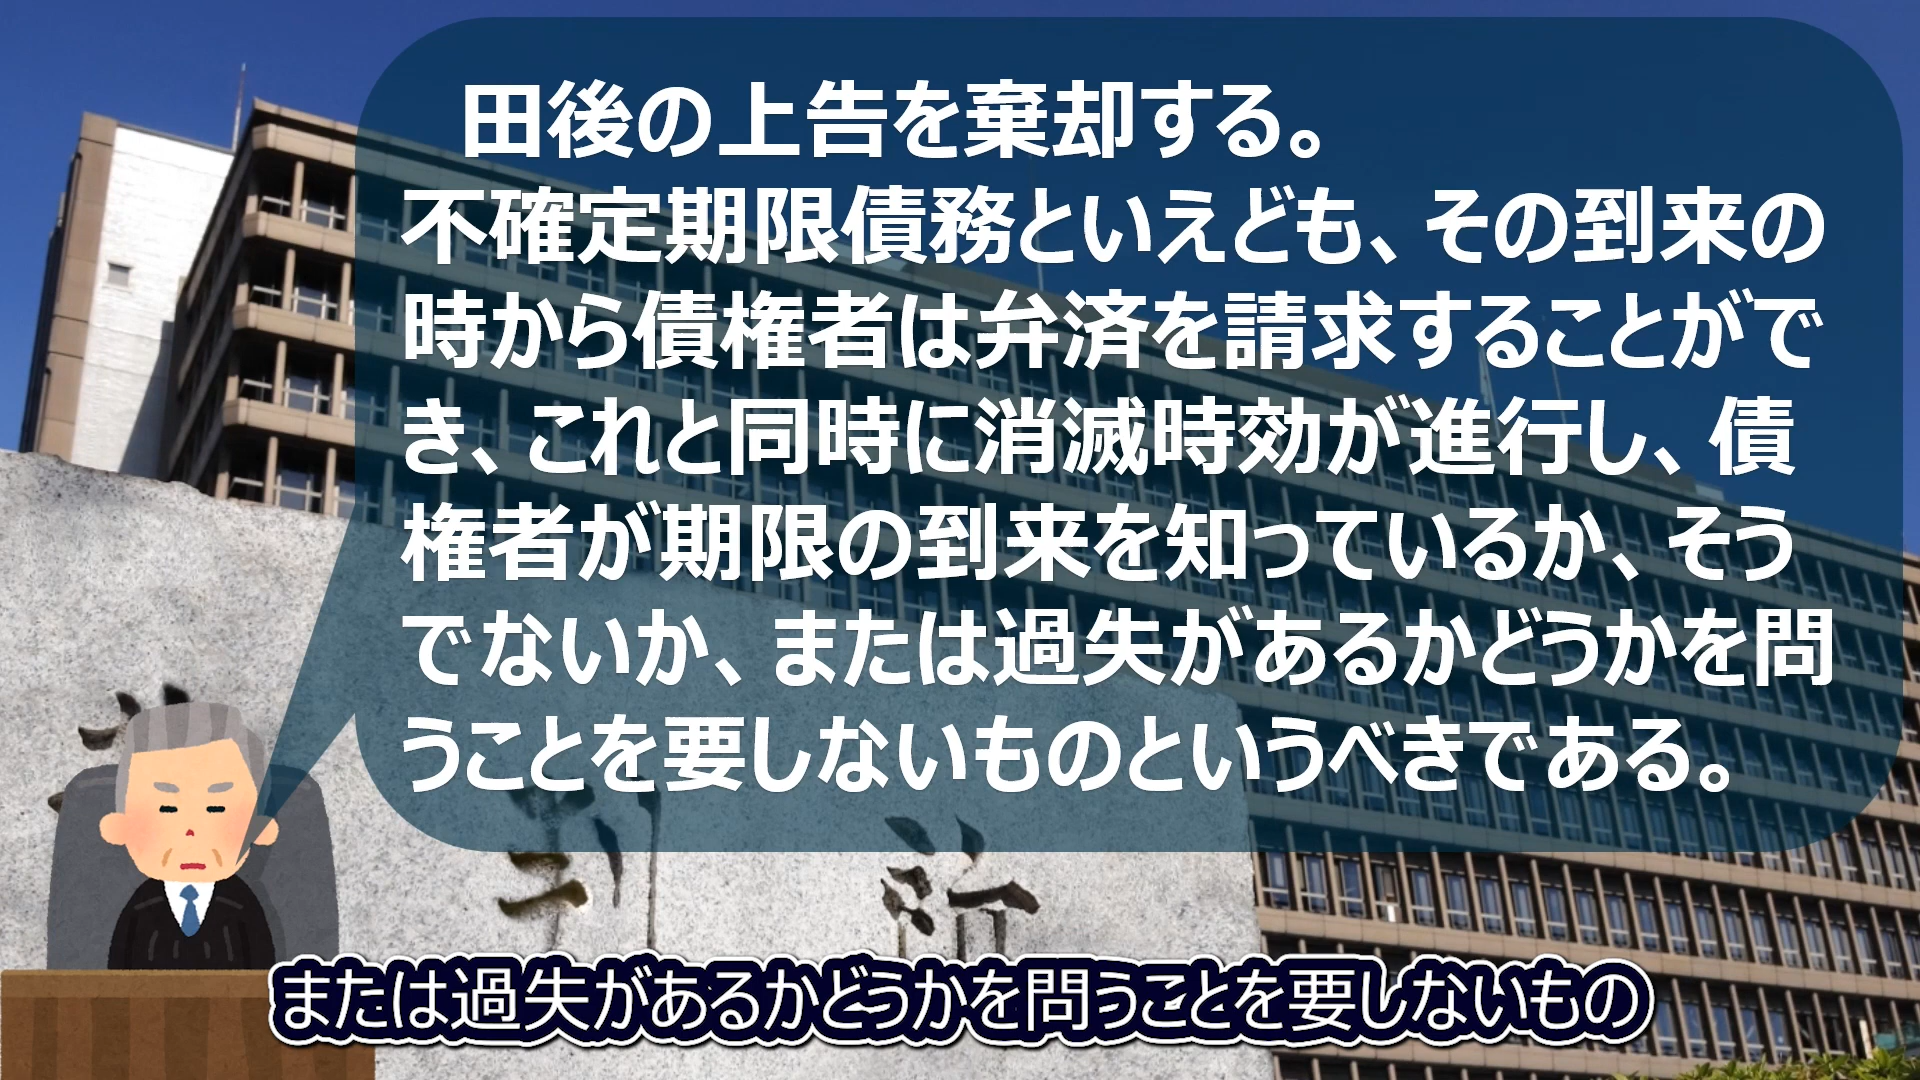 田後の上告を棄却する。
不確定期限債務といえども、その到来の
時から債権者は弁済を請求することがで
き、これと同時に消滅時効が進行し、債
権者が期限の到来を知っているか、そう
でないか、または過失があるかどうかを問
うことを要しないものというべきである。
または過失があるかどうかを問うことを要しないもの